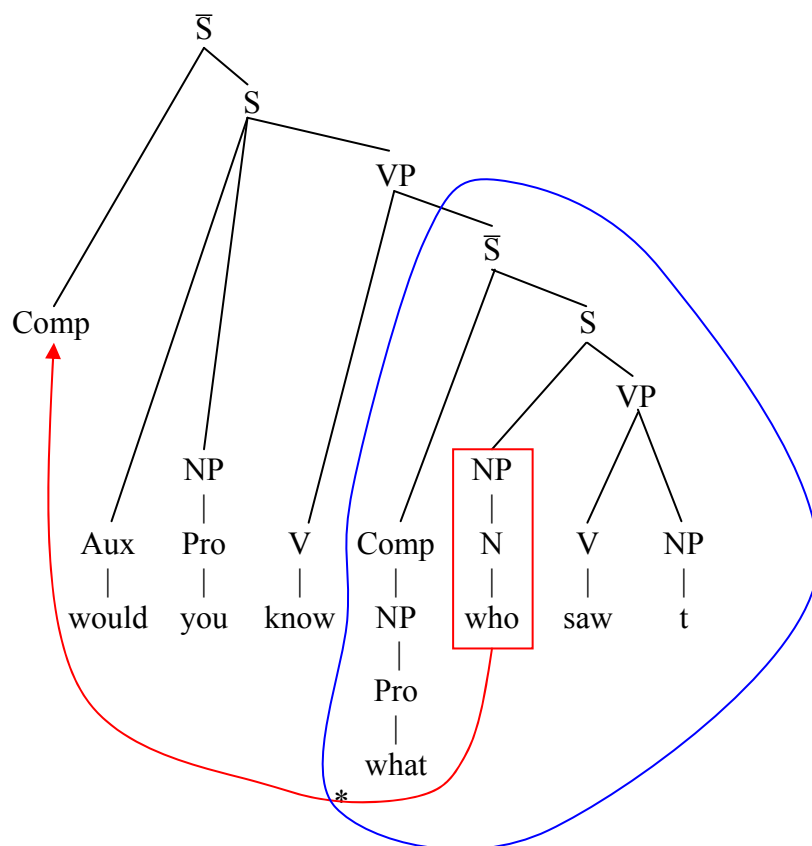 S̅
S
VP
S̅
Comp S
VP
NP NP
Aux Pro V Comp N V NP
would you know NP who saw t
Pro
what
*